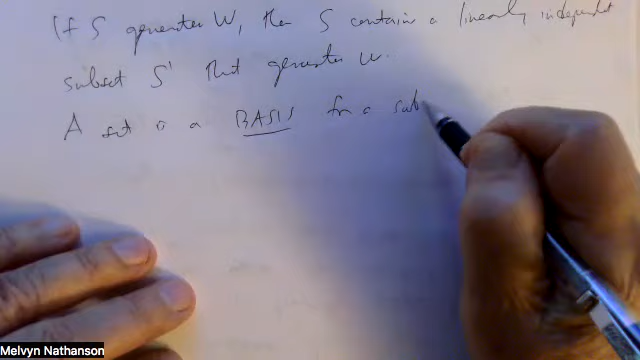 If S generates W, then S contains a linearly independent
subset S' that generates W.
A set is a BASIS for a sub
Melvyn Nathanson